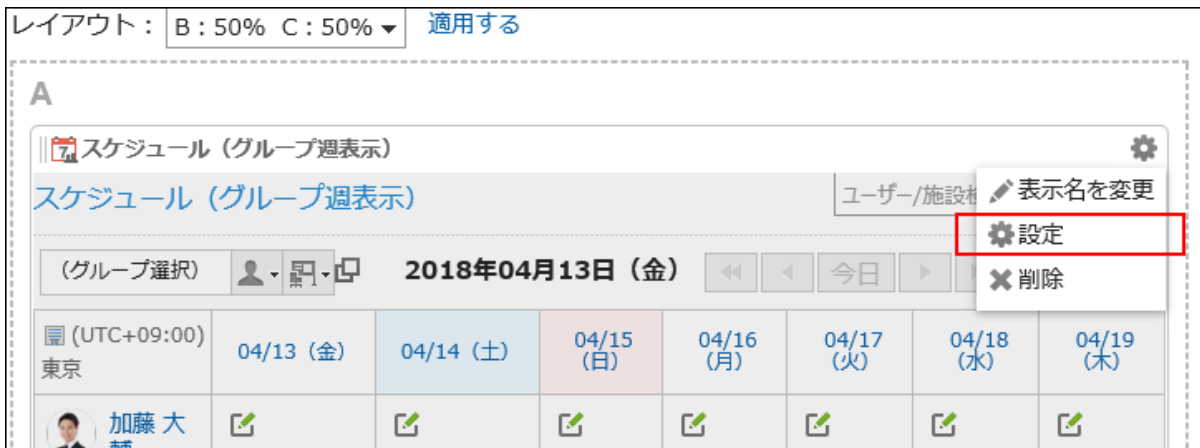 レイアウト： B：50% C：50% 適用する
A
スケジュール（グループ週表示）
スケジュール（グループ週表示）
ユーザー/施設検
表示名を変更
設定
削除
（グループ選択） 2018年04月13日（金） 今日
(UTC+09:00)
東京
04/13（金） 04/14（土） 04/15
（日） 04/16
（月） 04/17
（火） 04/18
（水） 04/19
（木）
加藤 大
輔